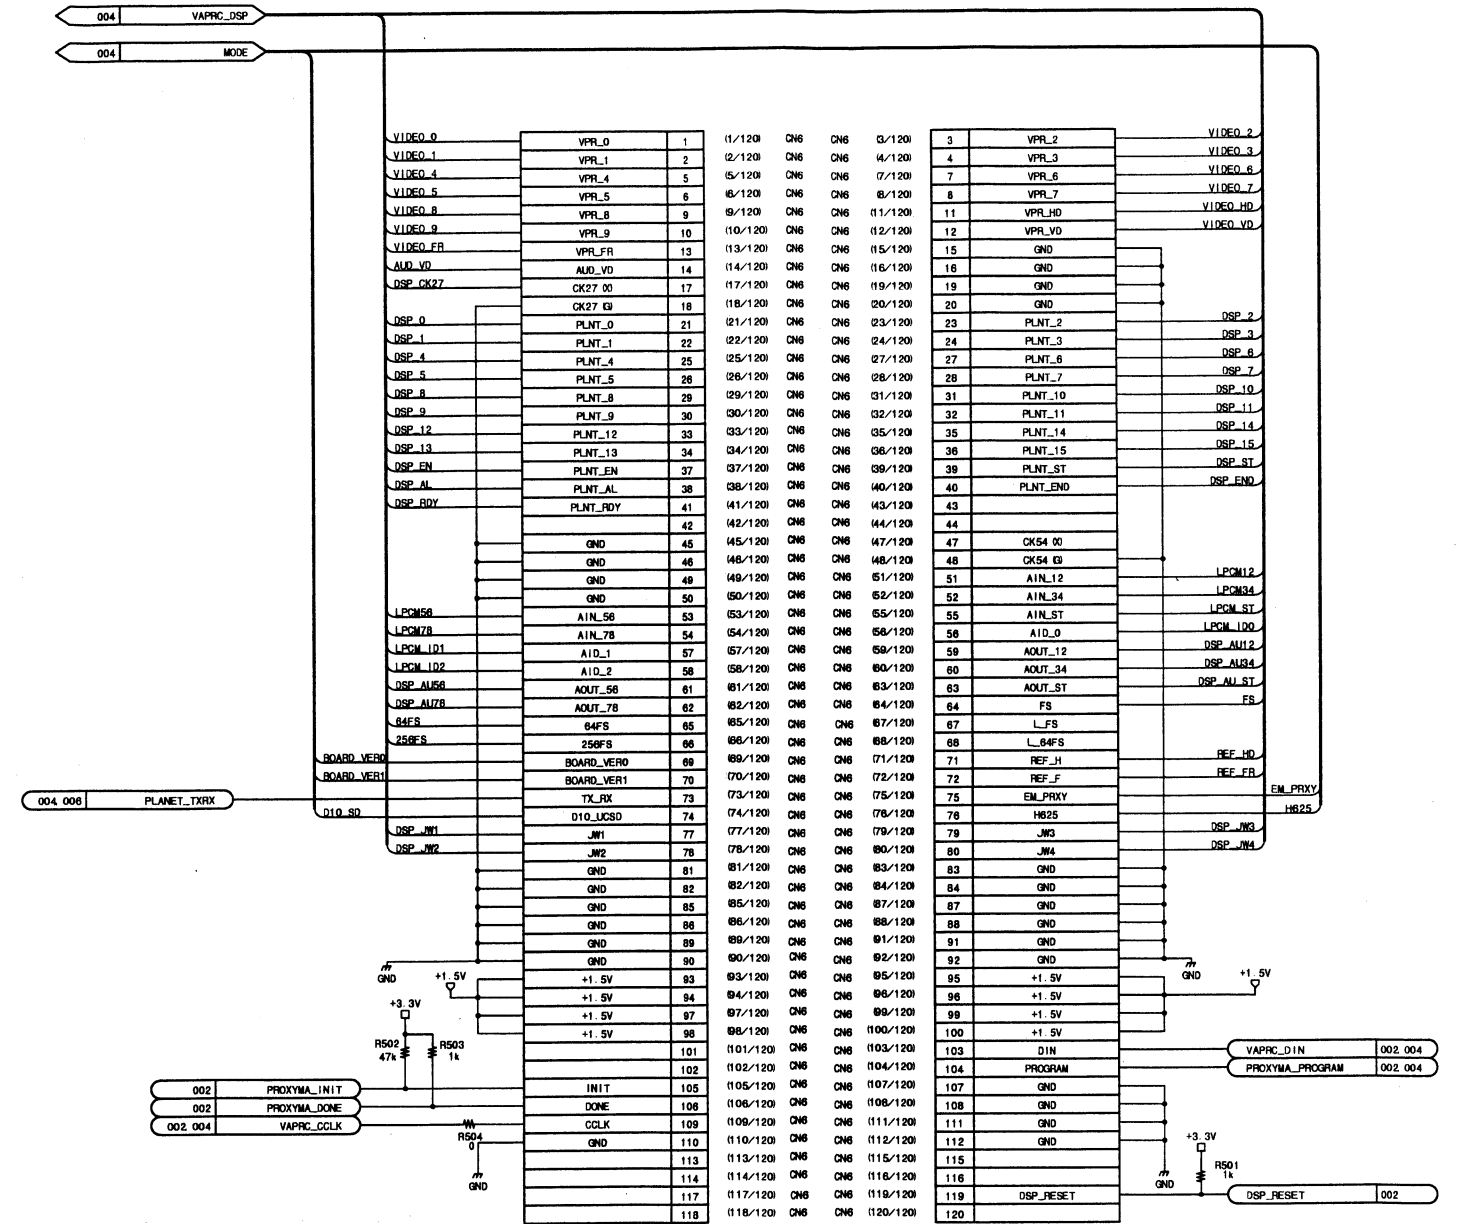 004 VAPRC_DSP
004 MODE
VIDEO_0 VPR_0 1 (1/120) CN6 CN6 (3/120) 3 VPR_2 VIDEO_2
VIDEO_1 VPR_1 2 (2/120) CN6 CN6 (4/120) 4 VPR_3 VIDEO_3
VIDEO_4 VPR_4 5 (5/120) CN6 CN6 (7/120) 7 VPR_6 VIDEO_6
VIDEO_5 VPR_5 6 (6/120) CN6 CN6 (8/120) 8 VPR_7 VIDEO_7
VIDEO_8 VPR_8 9 (9/120) CN6 CN6 (11/120) 11 VPR_HD VIDEO_HD
VIDEO_9 VPR_9 10 (10/120) CN6 CN6 (12/120) 12 VPR_VD VIDEO_VD
VIDEO_FR VPR_FR 13 (13/120) CN6 CN6 (15/120) 15 GND
AUD_VD AUD_VD 14 (14/120) CN6 CN6 (16/120) 16 GND
DSP_CK27 CK27 (X) 17 (17/120) CN6 CN6 (19/120) 19 GND
CK27 (G) 18 (18/120) CN6 CN6 (20/120) 20 GND
DSP_0 PLNT_0 21 (21/120) CN6 CN6 (23/120) 23 PLNT_2 DSP_2
DSP_1 PLNT_1 22 (22/120) CN6 CN6 (24/120) 24 PLNT_3 DSP_3
DSP_4 PLNT_4 25 (25/120) CN6 CN6 (27/120) 27 PLNT_6 DSP_6
DSP_5 PLNT_5 26 (26/120) CN6 CN6 (28/120) 28 PLNT_7 DSP_7
DSP_8 PLNT_8 29 (29/120) CN6 CN6 (31/120) 31 PLNT_10 DSP_10
DSP_9 PLNT_9 30 (30/120) CN6 CN6 (32/120) 32 PLNT_11 DSP_11
DSP_12 PLNT_12 33 (33/120) CN6 CN6 (35/120) 35 PLNT_14 DSP_14
DSP_13 PLNT_13 34 (34/120) CN6 CN6 (36/120) 36 PLNT_15 DSP_15
DSP_EN PLNT_EN 37 (37/120) CN6 CN6 (39/120) 39 PLNT_ST DSP_ST
DSP_AL PLNT_AL 38 (38/120) CN6 CN6 (40/120) 40 PLNT_END DSP_END
DSP_RDY PLNT_RDY 41 (41/120) CN6 CN6 (43/120) 43
42 (42/120) CN6 CN6 (44/120) 44
GND 45 (45/120) CN6 CN6 (47/120) 47 CK54 (X)
GND 46 (46/120) CN6 CN6 (48/120) 48 CK54 (G)
GND 49 (49/120) CN6 CN6 (51/120) 51 AIN_12 LPCM12
GND 50 (50/120) CN6 CN6 (52/120) 52 AIN_34 LPCM34
LPCM56 AIN_56 53 (53/120) CN6 CN6 (55/120) 55 AIN_ST LPCM_ST
LPCM78 AIN_78 54 (54/120) CN6 CN6 (56/120) 56 AID_0 LPCM_ID0
LPCM_ID1 AID_1 57 (57/120) CN6 CN6 (59/120) 59 AOUT_12 DSP_AU12
LPCM_ID2 AID_2 58 (58/120) CN6 CN6 (60/120) 60 AOUT_34 DSP_AU34
DSP_AU56 AOUT_56 61 (61/120) CN6 CN6 (63/120) 63 AOUT_ST DSP_AU_ST
DSP_AU78 AOUT_78 62 (62/120) CN6 CN6 (64/120) 64 FS FS
64FS 64FS 65 (65/120) CN6 CN6 (67/120) 67 L_FS
256FS 256FS 66 (66/120) CN6 CN6 (68/120) 68 L_64FS
BOARD_VER0 BOARD_VER0 69 (69/120) CN6 CN6 (71/120) 71 REF_H REF_HD
BOARD_VER1 BOARD_VER1 70 (70/120) CN6 CN6 (72/120) 72 REF_F REF_FR
004, 006 PLANET_TXRX TX_RX 73 (73/120) CN6 CN6 (75/120) 75 EM_PRXY EM_PRXY
D10_SD D10_UCSD 74 (74/120) CN6 CN6 (76/120) 76 H625 H625
DSP_JW1 JW1 77 (77/120) CN6 CN6 (79/120) 79 JW3 DSP_JW3
DSP_JW2 JW2 78 (78/120) CN6 CN6 (80/120) 80 JW4 DSP_JW4
GND 81 (81/120) CN6 CN6 (83/120) 83 GND
GND 82 (82/120) CN6 CN6 (84/120) 84 GND
GND 85 (85/120) CN6 CN6 (87/120) 87 GND
GND 86 (86/120) CN6 CN6 (88/120) 88 GND
GND 89 (89/120) CN6 CN6 (91/120) 91 GND
GND 90 (90/120) CN6 CN6 (92/120) 92 GND
GND +1.5V +1.5V 93 (93/120) CN6 CN6 (95/120) 95 +1.5V GND +1.5V
+1.5V 94 (94/120) CN6 CN6 (96/120) 96 +1.5V
+3.3V +1.5V 97 (97/120) CN6 CN6 (99/120) 99 +1.5V
+1.5V 98 (98/120) CN6 CN6 (100/120) 100 +1.5V
R502 47k R503 1k 101 (101/120) CN6 CN6 (103/120) 103 DIN VAPRC_DIN 002, 004
102 (102/120) CN6 CN6 (104/120) 104 PROGRAM PROXYMA_PROGRAM 002, 004
002 PROXYMA_INIT INIT 105 (105/120) CN6 CN6 (107/120) 107 GND
002 PROXYMA_DONE DONE 106 (106/120) CN6 CN6 (108/120) 108 GND
002, 004 VAPRC_CCLK CCLK 109 (109/120) CN6 CN6 (111/120) 111 GND
R504 0 GND 110 (110/120) CN6 CN6 (112/120) 112 GND +3.3V
113 (113/120) CN6 CN6 (115/120) 115
GND 114 (114/120) CN6 CN6 (116/120) 116 GND R501 1k
117 (117/120) CN6 CN6 (119/120) 119 DSP_RESET DSP_RESET 002
118 (118/120) CN6 CN6 (120/120) 120